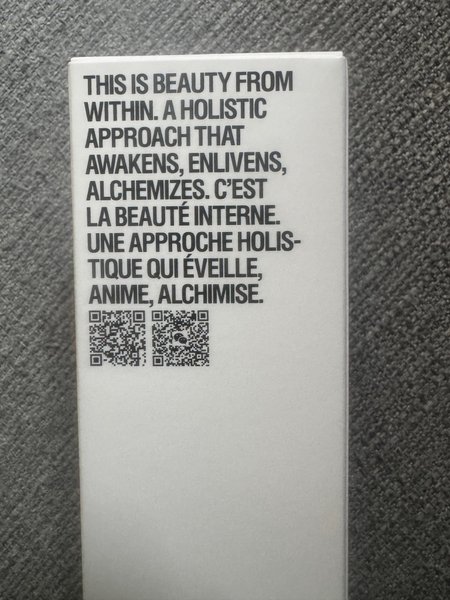 THIS IS BEAUTY FROM
WITHIN. A HOLISTIC
APPROACH THAT
AWAKENS, ENLIVENS,
ALCHEMIZES. C'EST
LA BEAUTÉ INTERNE.
UNE APPROCHE HOLIS-
TIQUE QUI ÉVEILLE,
ANIME, ALCHIMISE.